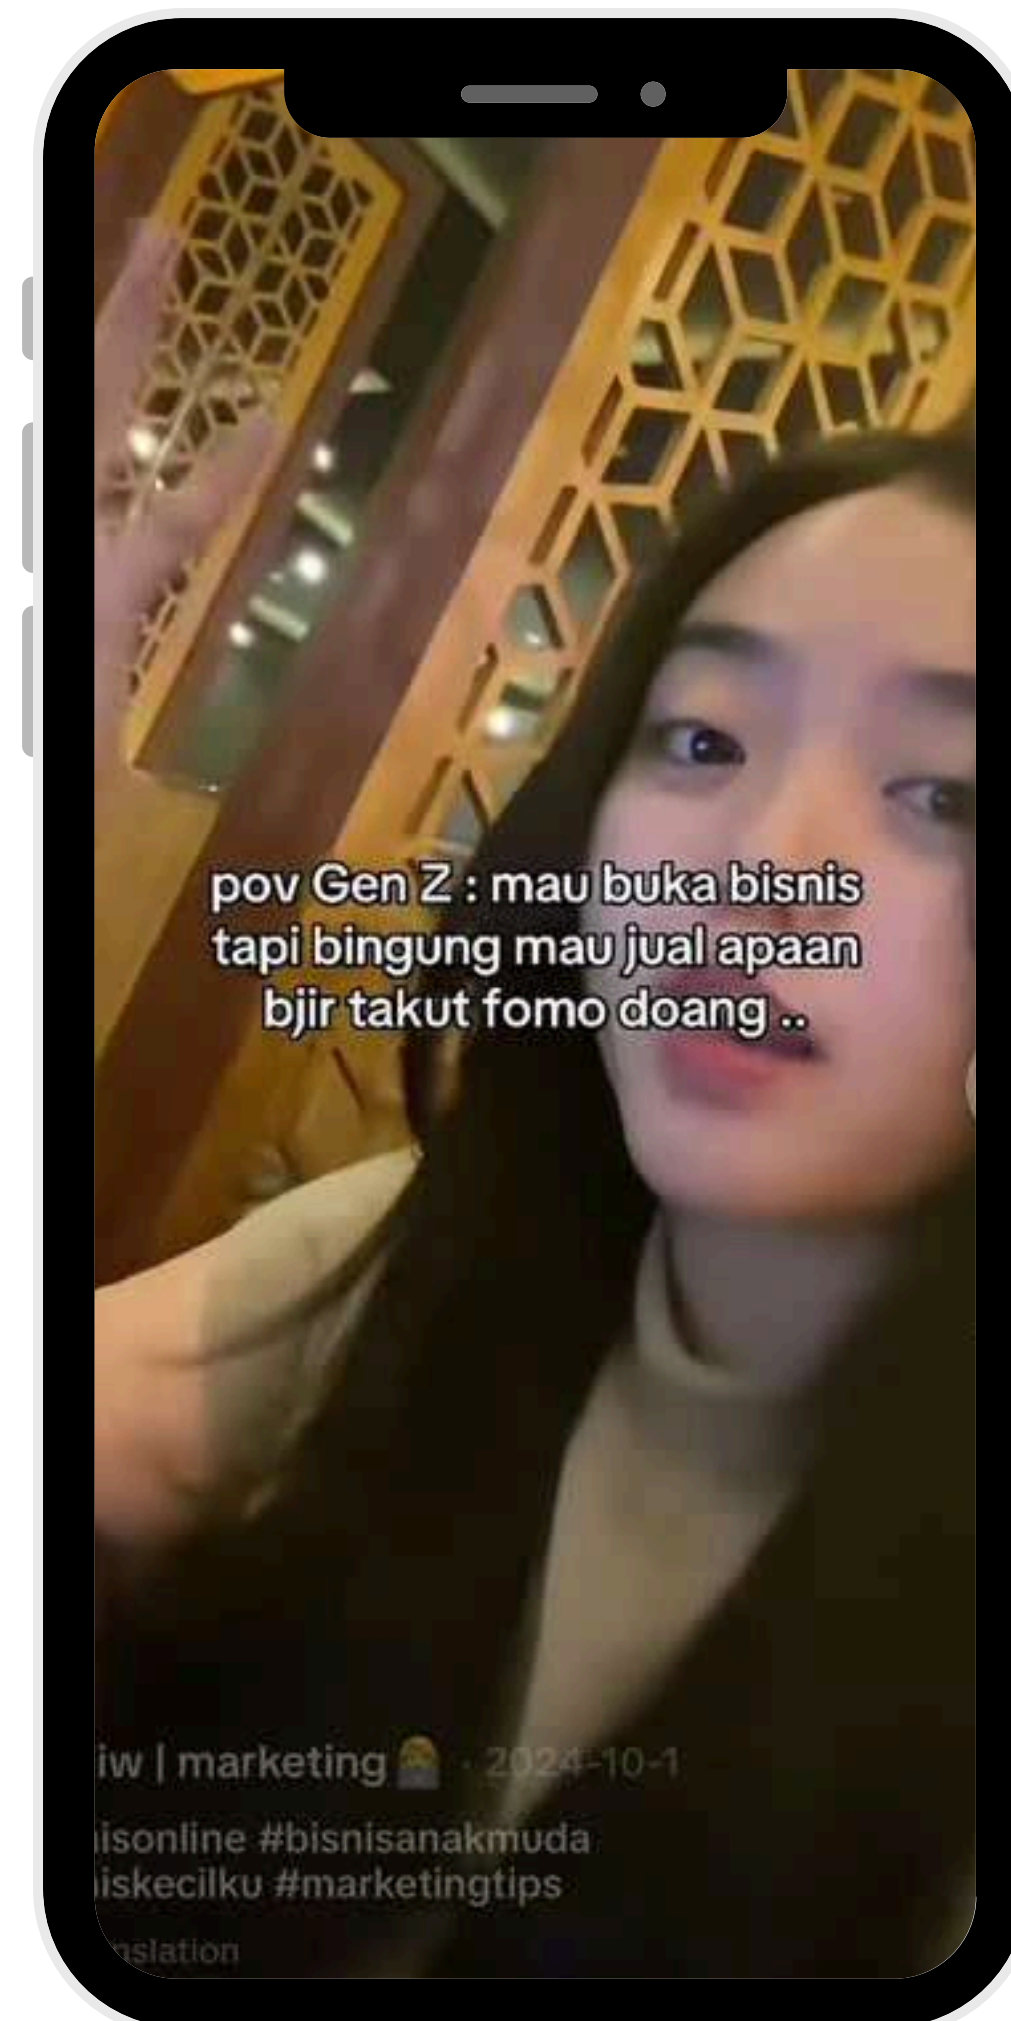 pov Gen Z : mau buka bisnis
tapi bingung mau jual apaan
bjir takut fomo doang ..
iw | marketing 🤷 · 2024-10-1
isonline #bisnisanakmuda
iskecilku #marketingtips
nslation